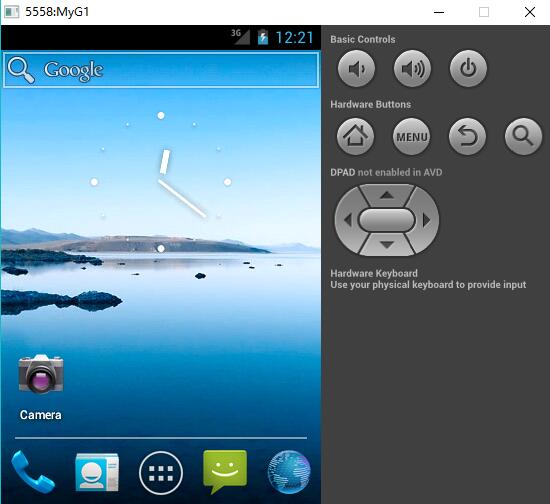 5558:MyG1
3G 12:21
Google
Camera
Basic Controls
Hardware Buttons
MENU
DPAD not enabled in AVD
Hardware Keyboard
Use your physical keyboard to provide input